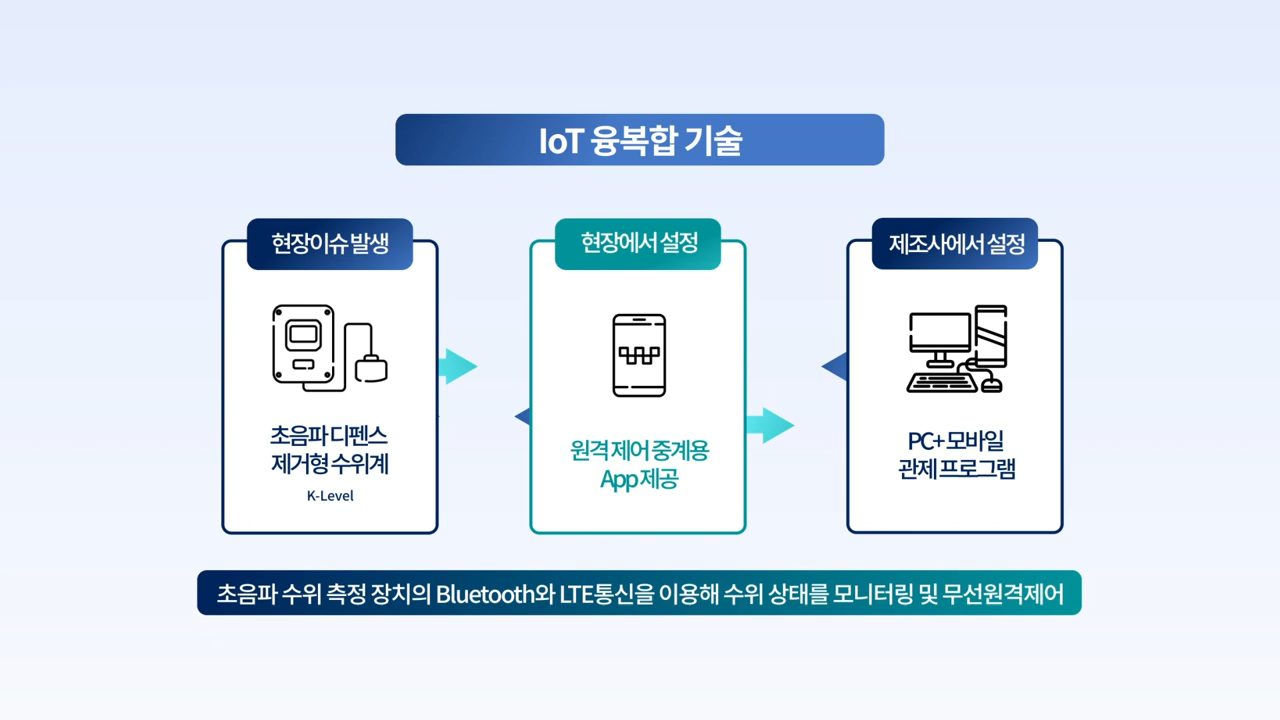 IoT 융복합 기술
현장이슈 발생
현장에서 설정
제조사에서 설정
초음파 디펜스
제거형 수위계
K-Level
원격 제어 중계용
App 제공
PC+ 모바일
관제 프로그램
초음파 수위 측정 장치의 Bluetooth와 LTE통신을 이용해 수위 상태를 모니터링 및 무선원격제어